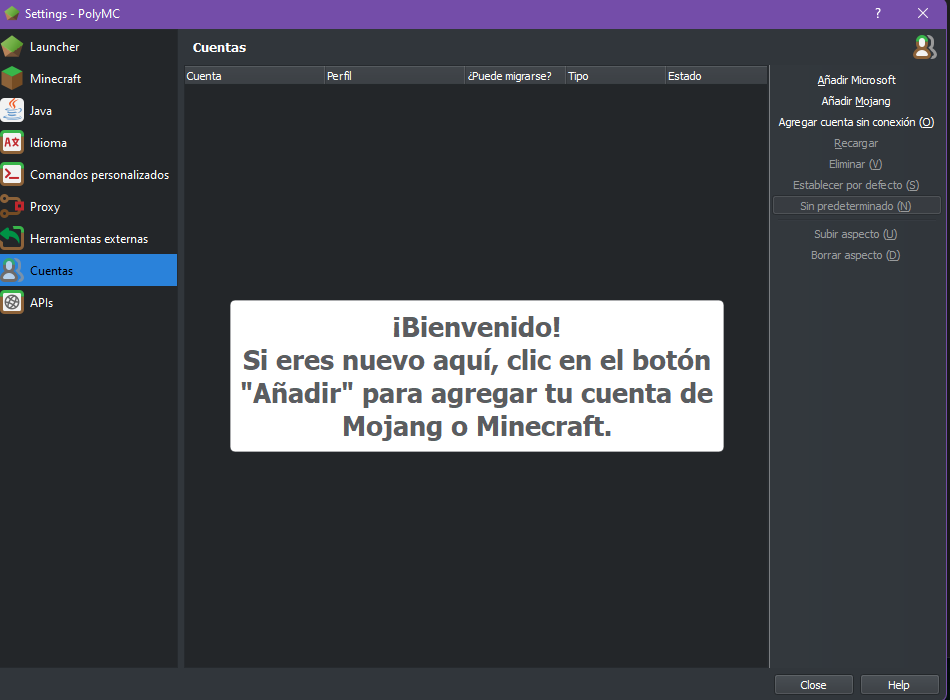 Settings - PolyMC
?
Launcher
Minecraft
Java
Idioma
Comandos personalizados
Proxy
Herramientas externas
Cuentas
APIs
Cuentas
Cuenta
Perfil
¿Puede migrarse?
Tipo
Estado
¡Bienvenido!
Si eres nuevo aquí, clic en el botón
"Añadir" para agregar tu cuenta de
Mojang o Minecraft.
Añadir Microsoft
Añadir Mojang
Agregar cuenta sin conexión (O)
Recargar
Eliminar (V)
Establecer por defecto (S)
Sin predeterminado (N)
Subir aspecto (U)
Borrar aspecto (D)
Close
Help